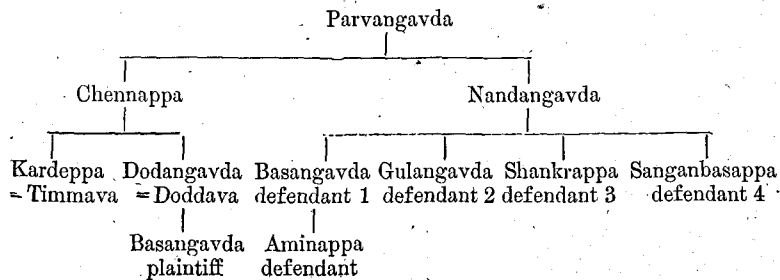 Parvangavda
Chennappa Nandangavda
Kardeppa Dodangavda Basangavda Gulangavda Shankrappa Sanganbasappa
= Timmava =Doddava defendant 1 defendant 2 defendant 3 defendant 4
Basangavda Aminappa
plaintiff defendant